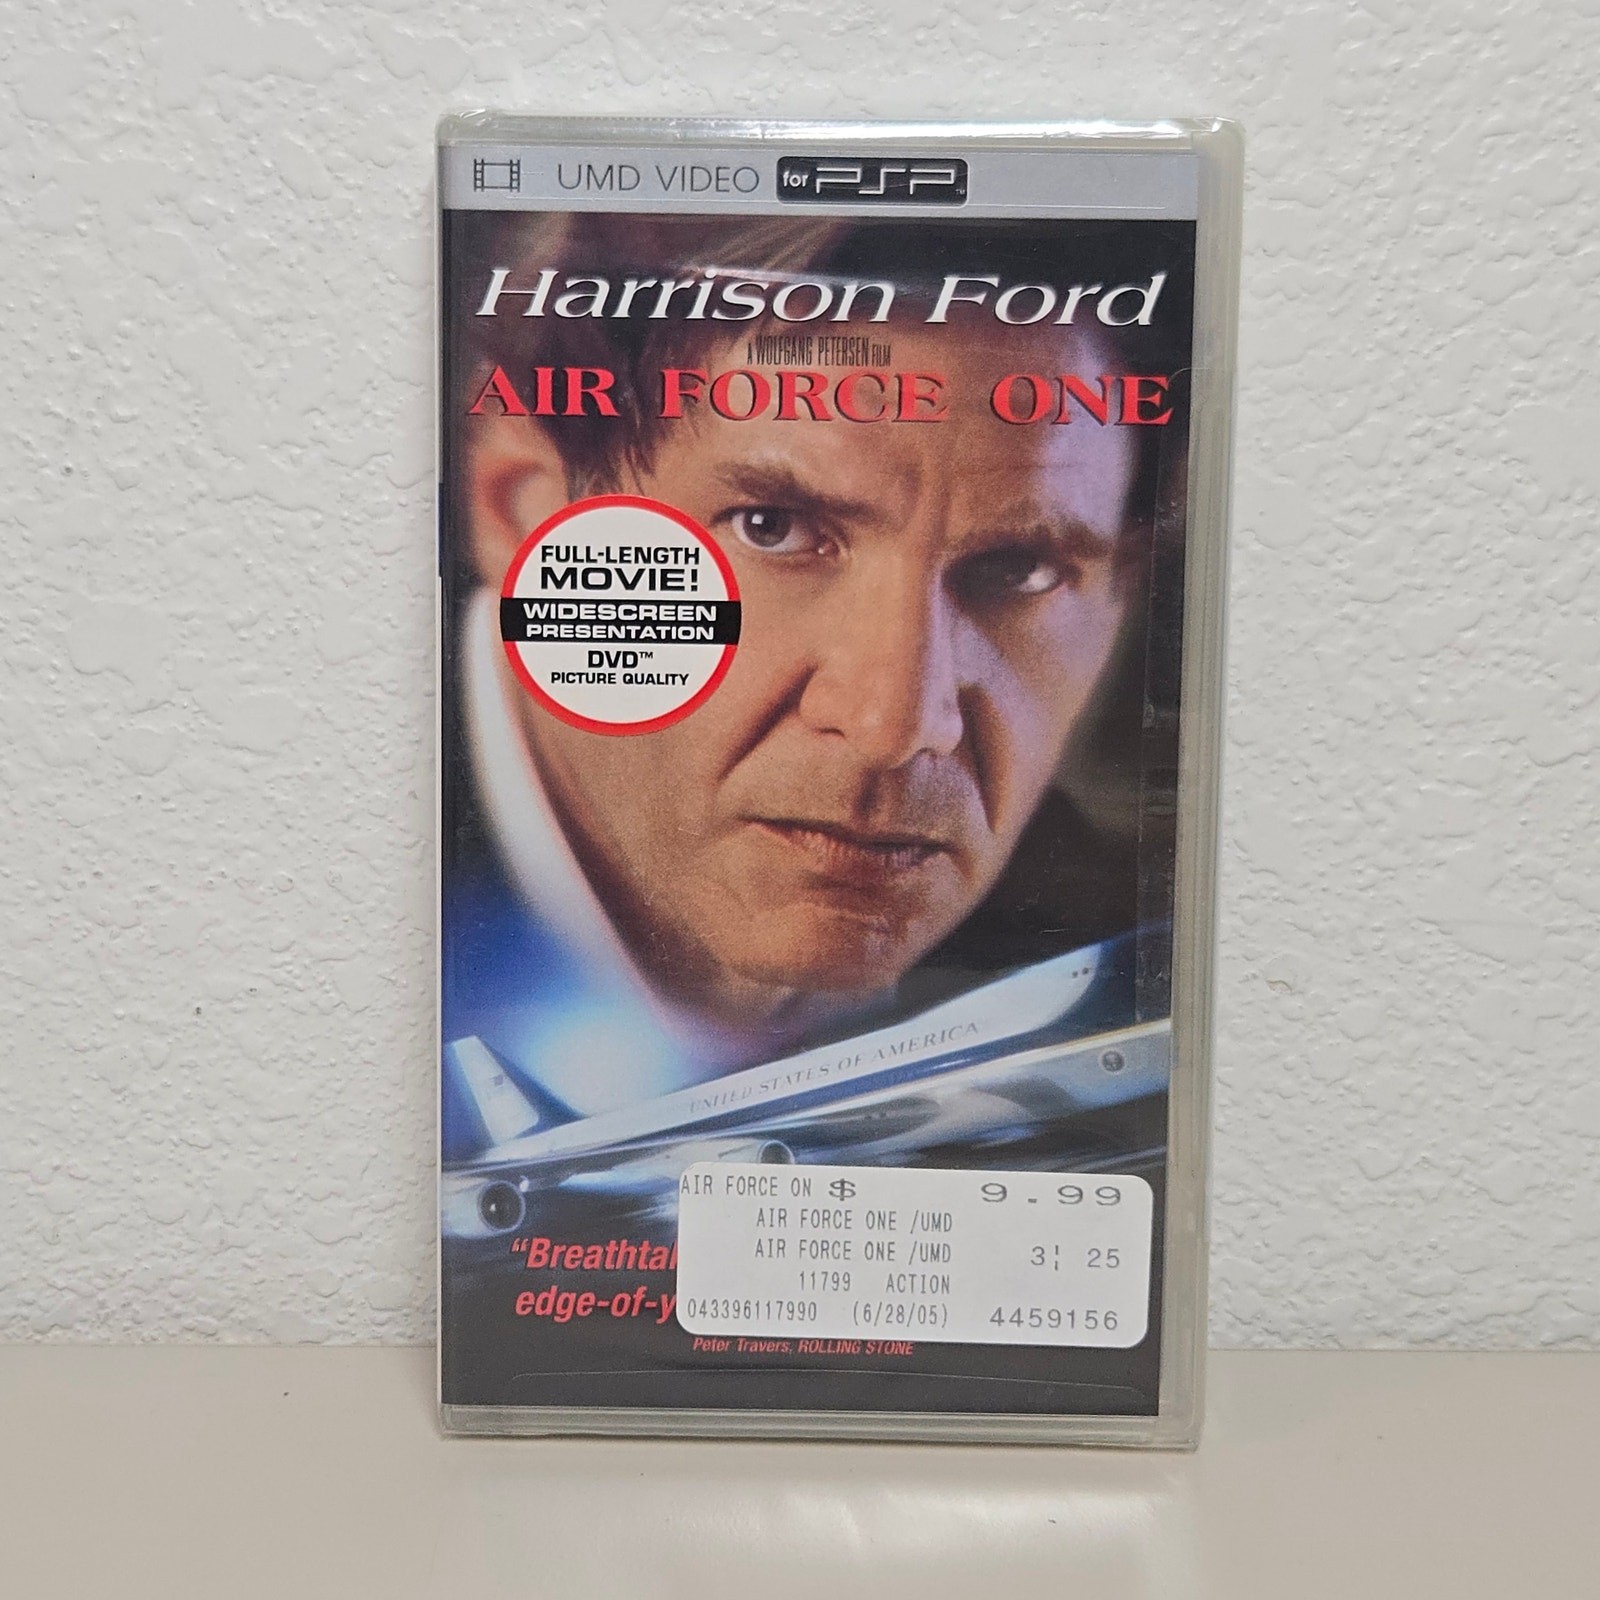 UMD VIDEO for PSP™
Harrison Ford
A WOLFGANG PETERSEN FILM
AIR FORCE ONE
FULL-LENGTH
MOVIE!
WIDESCREEN
PRESENTATION
DVD™
PICTURE QUALITY
UNITED STATES OF AMERICA
AIR FORCE ON $ 9.99
AIR FORCE ONE /UMD
AIR FORCE ONE /UMD 3¦ 25
11799 ACTION
043396117990 (6/28/05) 4459156
“Breathta
edge-of-y
Peter Travers, ROLLING STONE